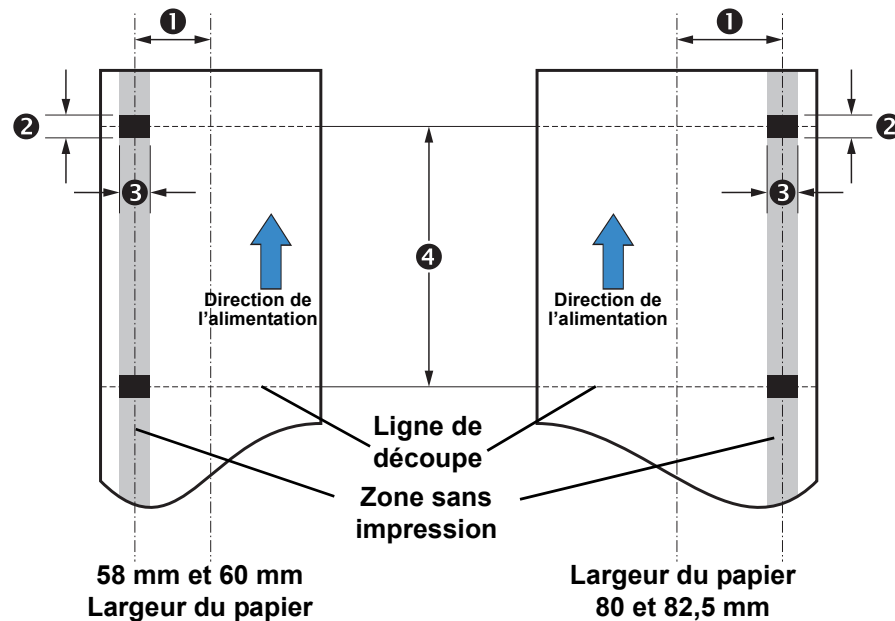 ❶ ❶
❷ ❷
❸ ❸
❹
Direction de
l’alimentation
Direction de
l’alimentation
Ligne de
découpe
Zone sans
impression
58 mm et 60 mm
Largeur du papier
Largeur du papier
80 et 82,5 mm